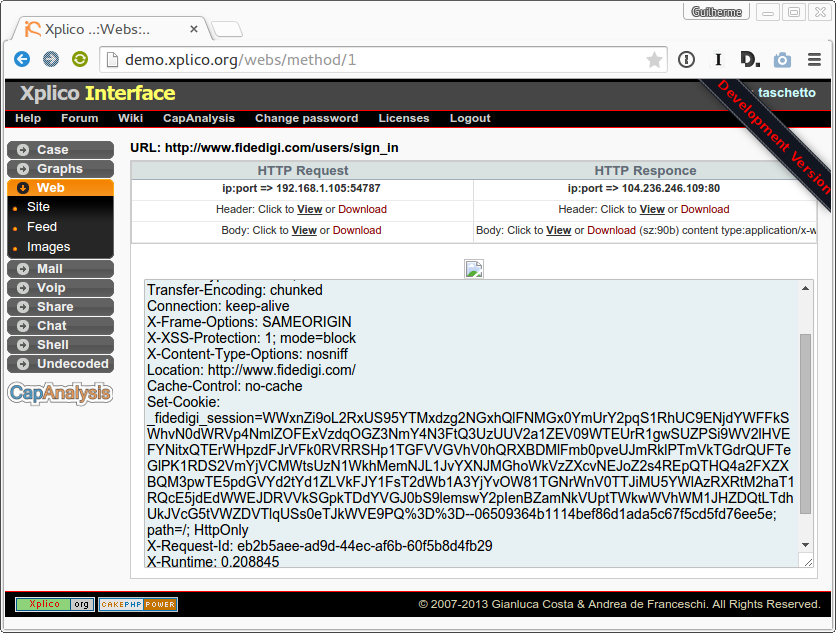 Guilherme
Xplico ..:Webs:..
demo.xplico.org/webs/method/1
Xplico Interface
taschetto
Development Version
Help Forum Wiki CapAnalysis Change password Licenses Logout
Case
Graphs
Web
Site
Feed
Images
Mail
Voip
Share
Chat
Shell
Undecoded
CapAnalysis
URL: http://www.fidedigi.com/users/sign_in
HTTP Request HTTP Responce
ip:port => 192.168.1.105:54787 ip:port => 104.236.246.109:80
Header: Click to View or Download Header: Click to View or Download
Body: Click to View or Download Body: Click to View or Download (sz:90b) content type:application/x-w
Transfer-Encoding: chunked
Connection: keep-alive
X-Frame-Options: SAMEORIGIN
X-XSS-Protection: 1; mode=block
X-Content-Type-Options: nosniff
Location: http://www.fidedigi.com/
Cache-Control: no-cache
Set-Cookie:
path=/; HttpOnly
X-Request-Id: eb2b5aee-ad9d-44ec-af6b-60f5b8d4fb29
X-Runtime: 0.208845
Xplico org CAKEPHP POWER
© 2007-2013 Gianluca Costa & Andrea de Franceschi. All Rights Reserved.